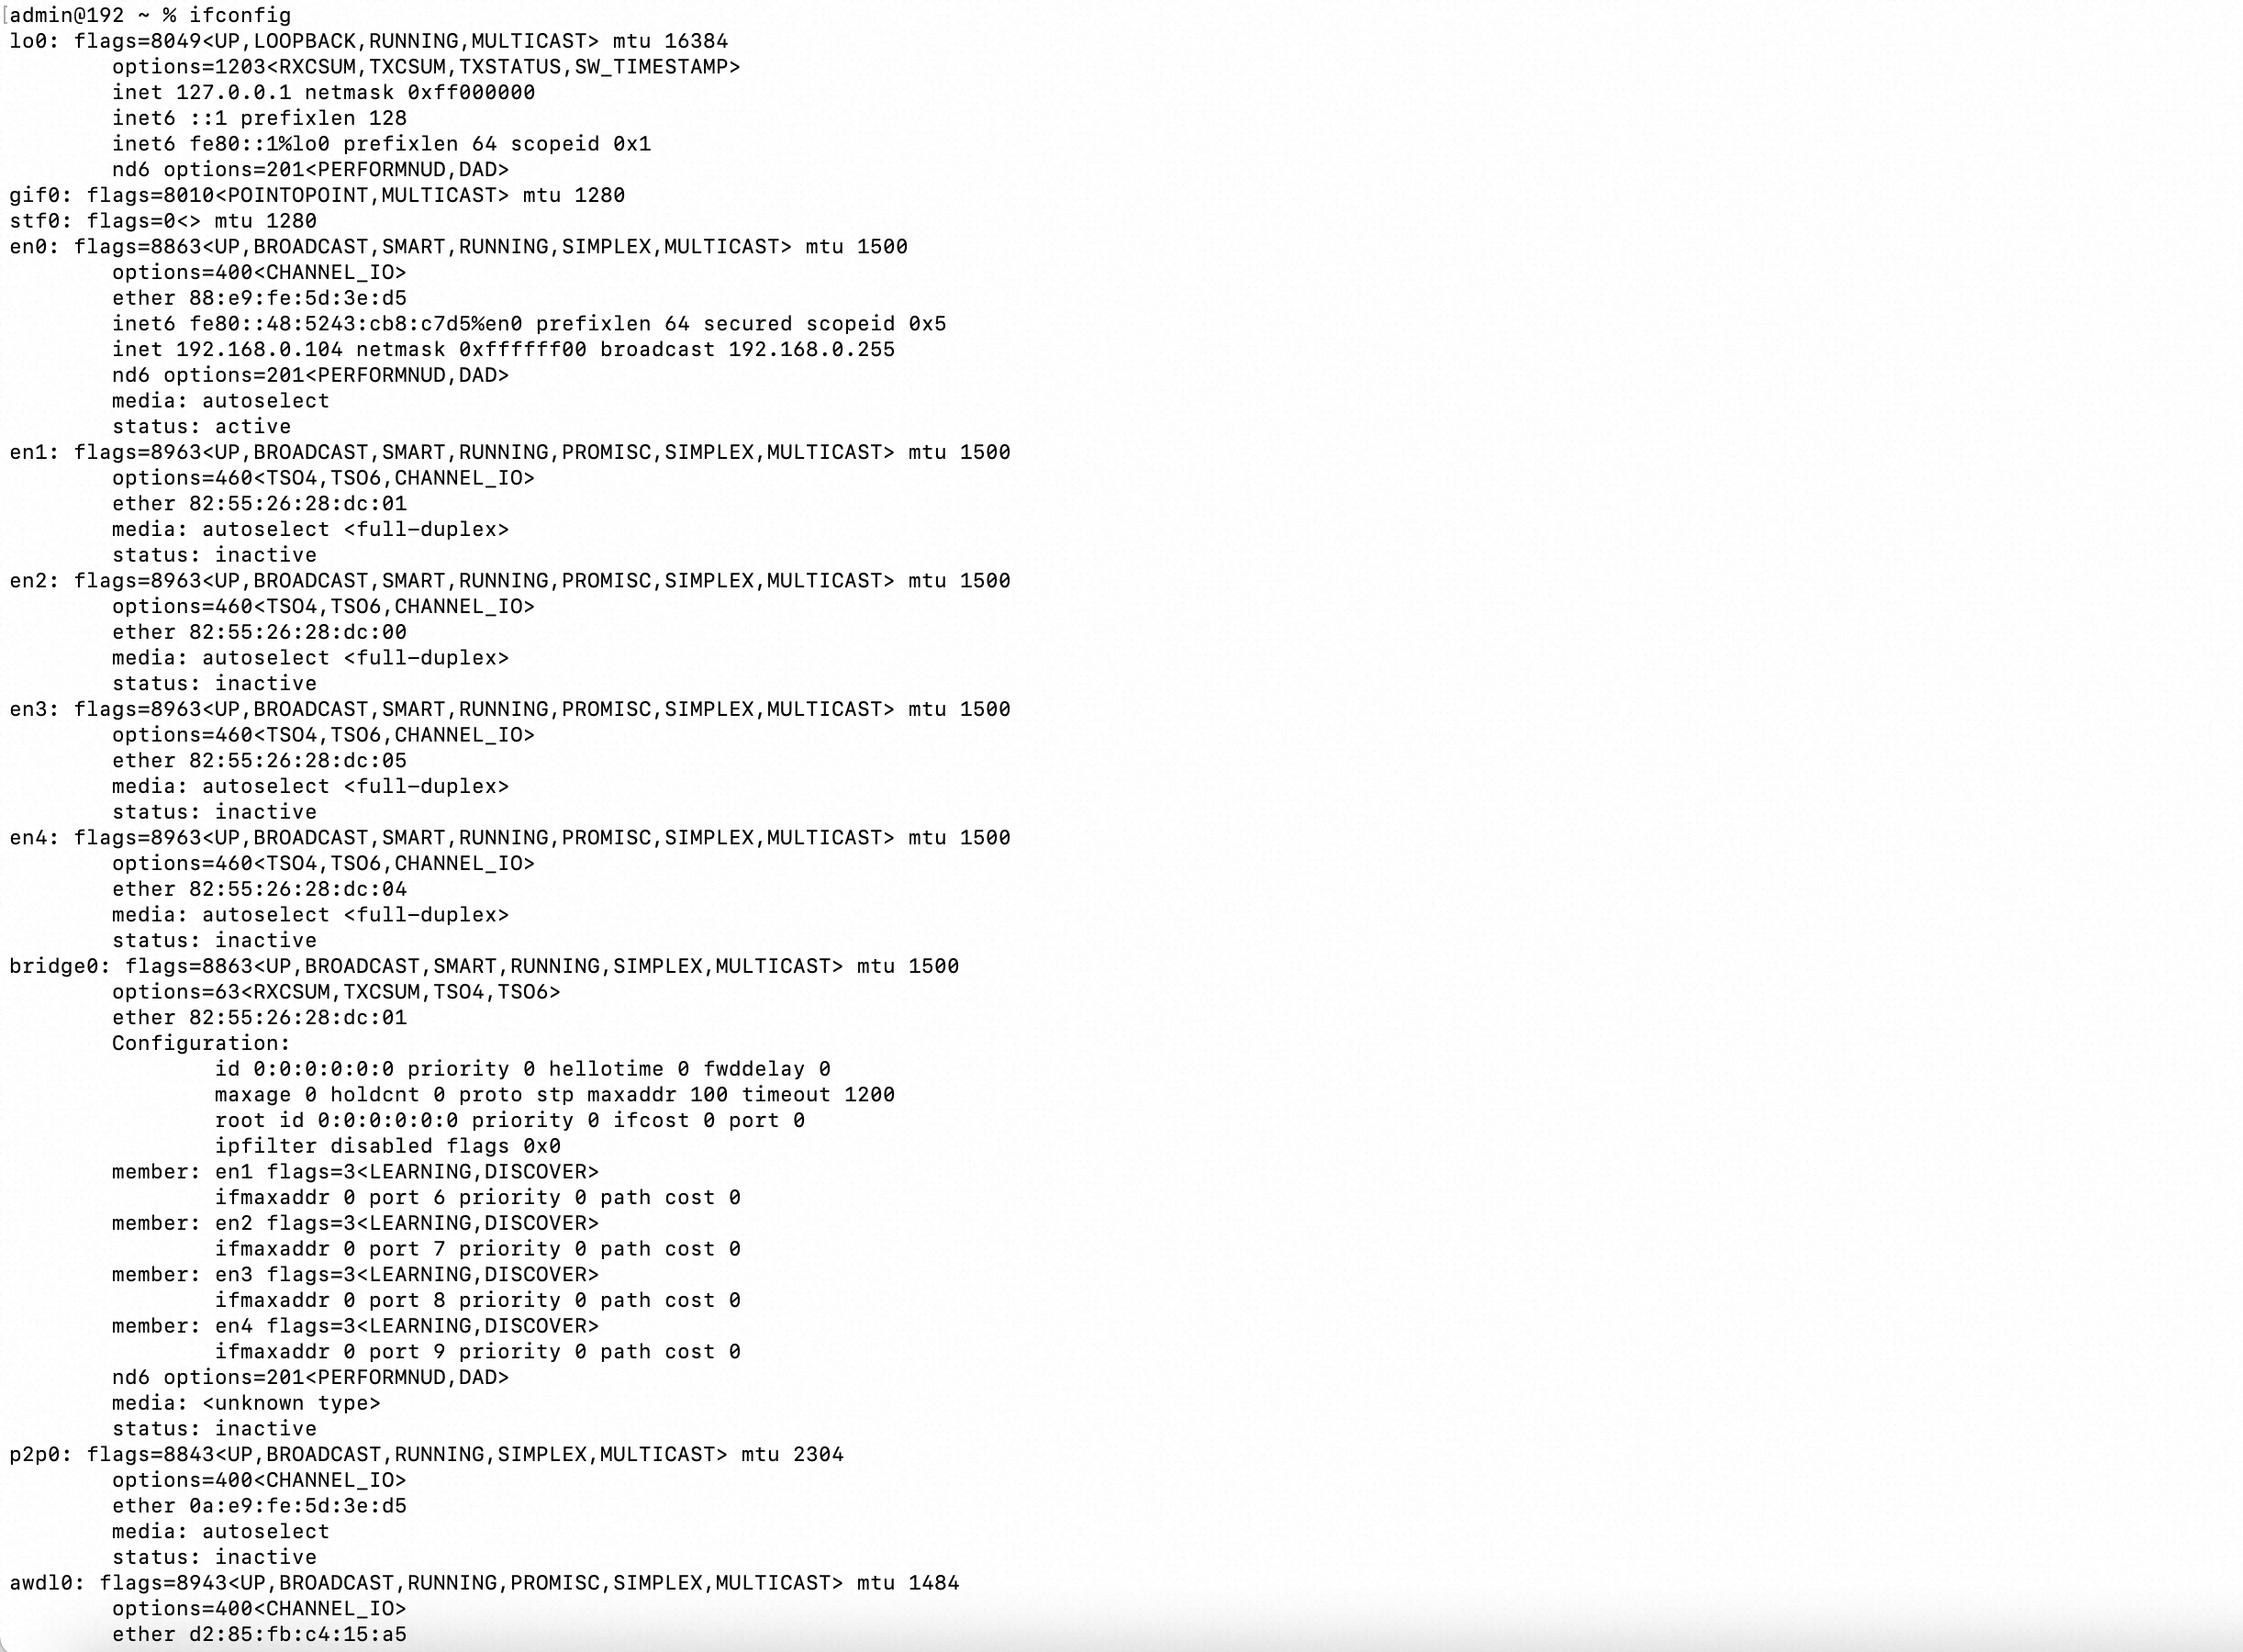 [admin@192 ~ % ifconfig
lo0: flags=8049<UP,LOOPBACK,RUNNING,MULTICAST> mtu 16384
options=1203<RXCSUM,TXCSUM,TXSTATUS,SW_TIMESTAMP>
inet 127.0.0.1 netmask 0xff000000
inet6 ::1 prefixlen 128
inet6 fe80::1%lo0 prefixlen 64 scopeid 0x1
nd6 options=201<PERFORMNUD,DAD>
gif0: flags=8010<POINTOPOINT,MULTICAST> mtu 1280
stf0: flags=0<> mtu 1280
en0: flags=8863<UP,BROADCAST,SMART,RUNNING,SIMPLEX,MULTICAST> mtu 1500
options=400<CHANNEL_IO>
ether 88:e9:fe:5d:3e:d5
inet6 fe80::48:5243:cb8:c7d5%en0 prefixlen 64 secured scopeid 0x5
inet 192.168.0.104 netmask 0xffffff00 broadcast 192.168.0.255
nd6 options=201<PERFORMNUD,DAD>
media: autoselect
status: active
en1: flags=8963<UP,BROADCAST,SMART,RUNNING,PROMISC,SIMPLEX,MULTICAST> mtu 1500
options=460<TSO4,TSO6,CHANNEL_IO>
ether 82:55:26:28:dc:01
media: autoselect <full-duplex>
status: inactive
en2: flags=8963<UP,BROADCAST,SMART,RUNNING,PROMISC,SIMPLEX,MULTICAST> mtu 1500
options=460<TSO4,TSO6,CHANNEL_IO>
ether 82:55:26:28:dc:00
media: autoselect <full-duplex>
status: inactive
en3: flags=8963<UP,BROADCAST,SMART,RUNNING,PROMISC,SIMPLEX,MULTICAST> mtu 1500
options=460<TSO4,TSO6,CHANNEL_IO>
ether 82:55:26:28:dc:05
media: autoselect <full-duplex>
status: inactive
en4: flags=8963<UP,BROADCAST,SMART,RUNNING,PROMISC,SIMPLEX,MULTICAST> mtu 1500
options=460<TSO4,TSO6,CHANNEL_IO>
ether 82:55:26:28:dc:04
media: autoselect <full-duplex>
status: inactive
bridge0: flags=8863<UP,BROADCAST,SMART,RUNNING,SIMPLEX,MULTICAST> mtu 1500
options=63<RXCSUM,TXCSUM,TSO4,TSO6>
ether 82:55:26:28:dc:01
Configuration:
id 0:0:0:0:0:0 priority 0 hellotime 0 fwddelay 0
maxage 0 holdcnt 0 proto stp maxaddr 100 timeout 1200
root id 0:0:0:0:0:0 priority 0 ifcost 0 port 0
ipfilter disabled flags 0x0
member: en1 flags=3<LEARNING,DISCOVER>
ifmaxaddr 0 port 6 priority 0 path cost 0
member: en2 flags=3<LEARNING,DISCOVER>
ifmaxaddr 0 port 7 priority 0 path cost 0
member: en3 flags=3<LEARNING,DISCOVER>
ifmaxaddr 0 port 8 priority 0 path cost 0
member: en4 flags=3<LEARNING,DISCOVER>
ifmaxaddr 0 port 9 priority 0 path cost 0
nd6 options=201<PERFORMNUD,DAD>
media: <unknown type>
status: inactive
p2p0: flags=8843<UP,BROADCAST,RUNNING,SIMPLEX,MULTICAST> mtu 2304
options=400<CHANNEL_IO>
ether 0a:e9:fe:5d:3e:d5
media: autoselect
status: inactive
awdl0: flags=8943<UP,BROADCAST,RUNNING,PROMISC,SIMPLEX,MULTICAST> mtu 1484
options=400<CHANNEL_IO>
ether d2:85:fb:c4:15:a5